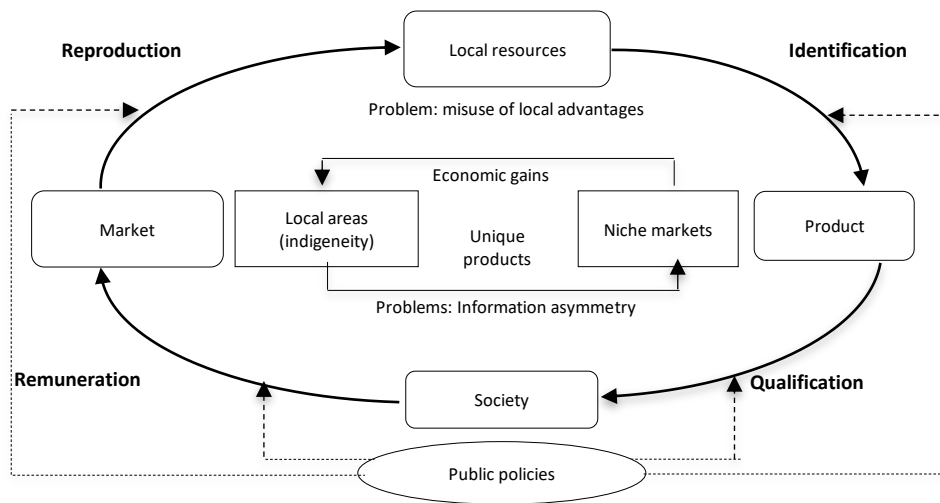 Reproduction
Local resources
Identification
Problem: misuse of local advantages
Economic gains
Market
Local areas
(indigeneity)
Unique
products
Niche markets
Product
Problems: Information asymmetry
Remuneration
Society
Qualification
Public policies